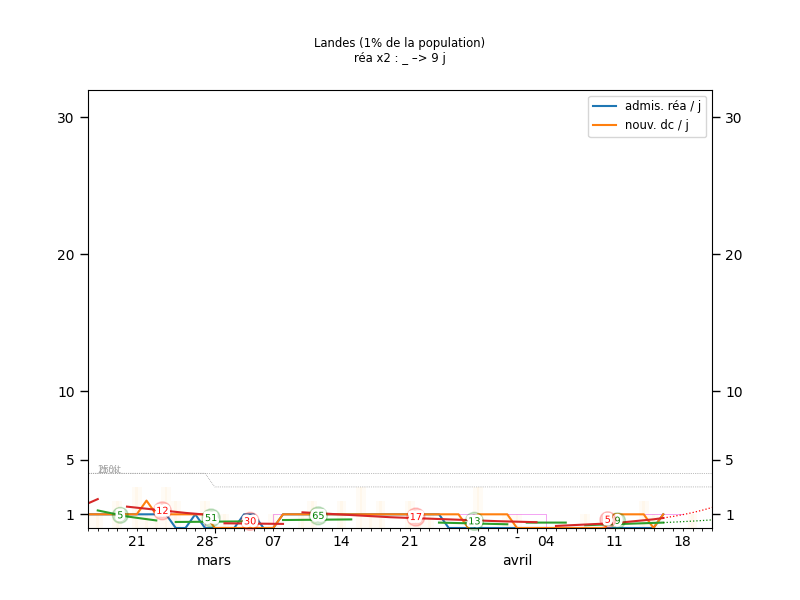 Landes (1% de la population)
réa x2 : _ –> 9 j
admis. réa / j
nouv. dc / j
30 30
20 20
10 10
5 5
1 1
5 12 51 30 65 17 13 5 9
21 28 07 14 21 28 04 11 18
mars avril